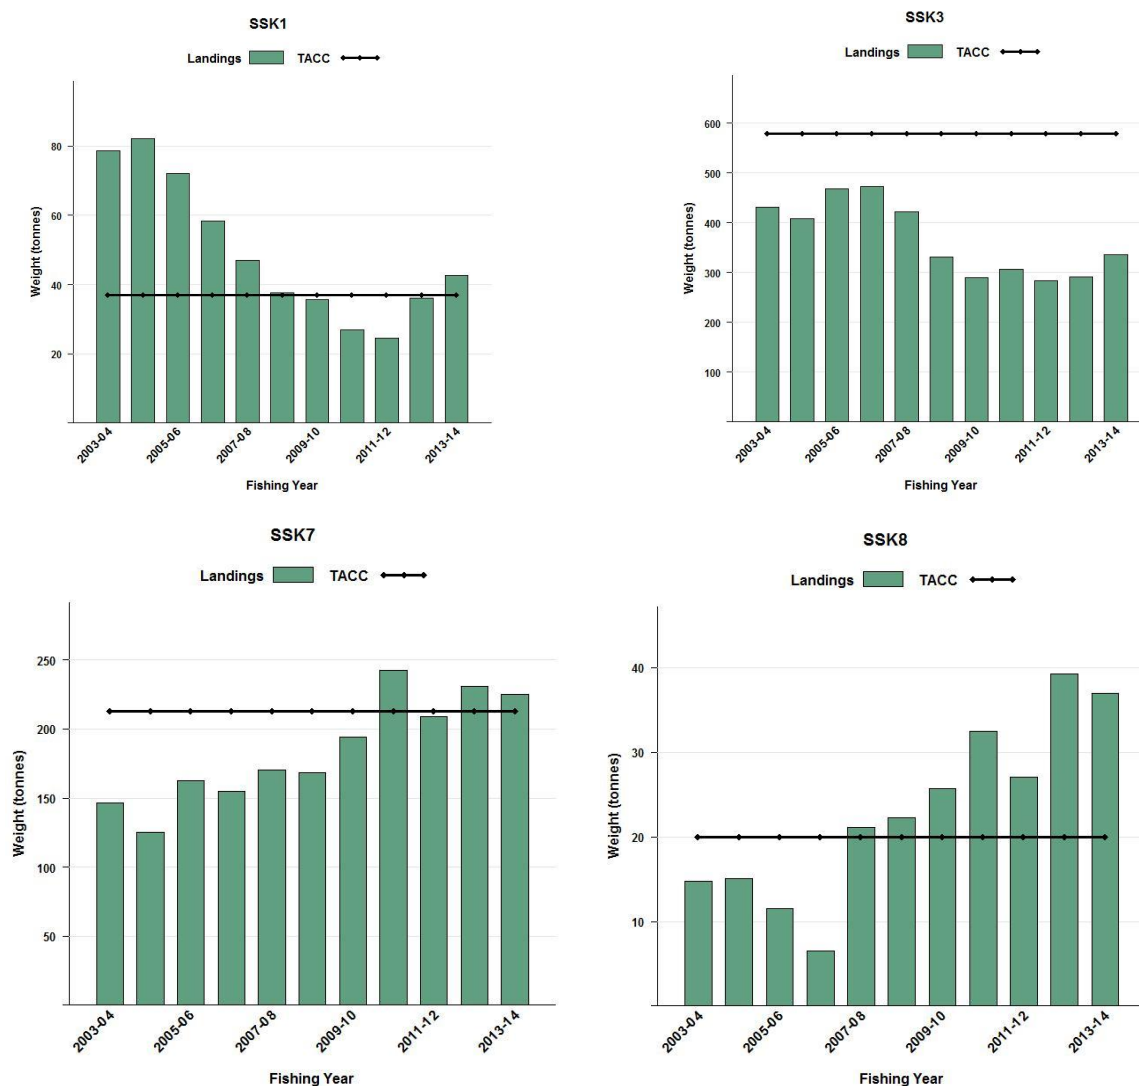 SSK1
Landings TACC
Weight (tonnes)
80
60
40
20
2003-04 2005-06 2007-08 2009-10 2011-12 2013-14
Fishing Year
SSK3
Landings TACC
Weight (tonnes)
600
500
400
300
200
100
2003-04 2005-06 2007-08 2009-10 2011-12 2013-14
Fishing Year
SSK7
Landings TACC
Weight (tonnes)
250
200
150
100
50
2003-04 2005-06 2007-08 2009-10 2011-12 2013-14
Fishing Year
SSK8
Landings TACC
Weight (tonnes)
40
30
20
10
2003-04 2005-06 2007-08 2009-10 2011-12 2013-14
Fishing Year